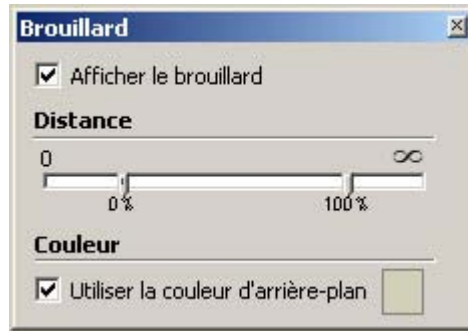 Brouillard
Afficher le brouillard
Distance
0 ∞
0% 100%
Couleur
Utiliser la couleur d'arrière-plan